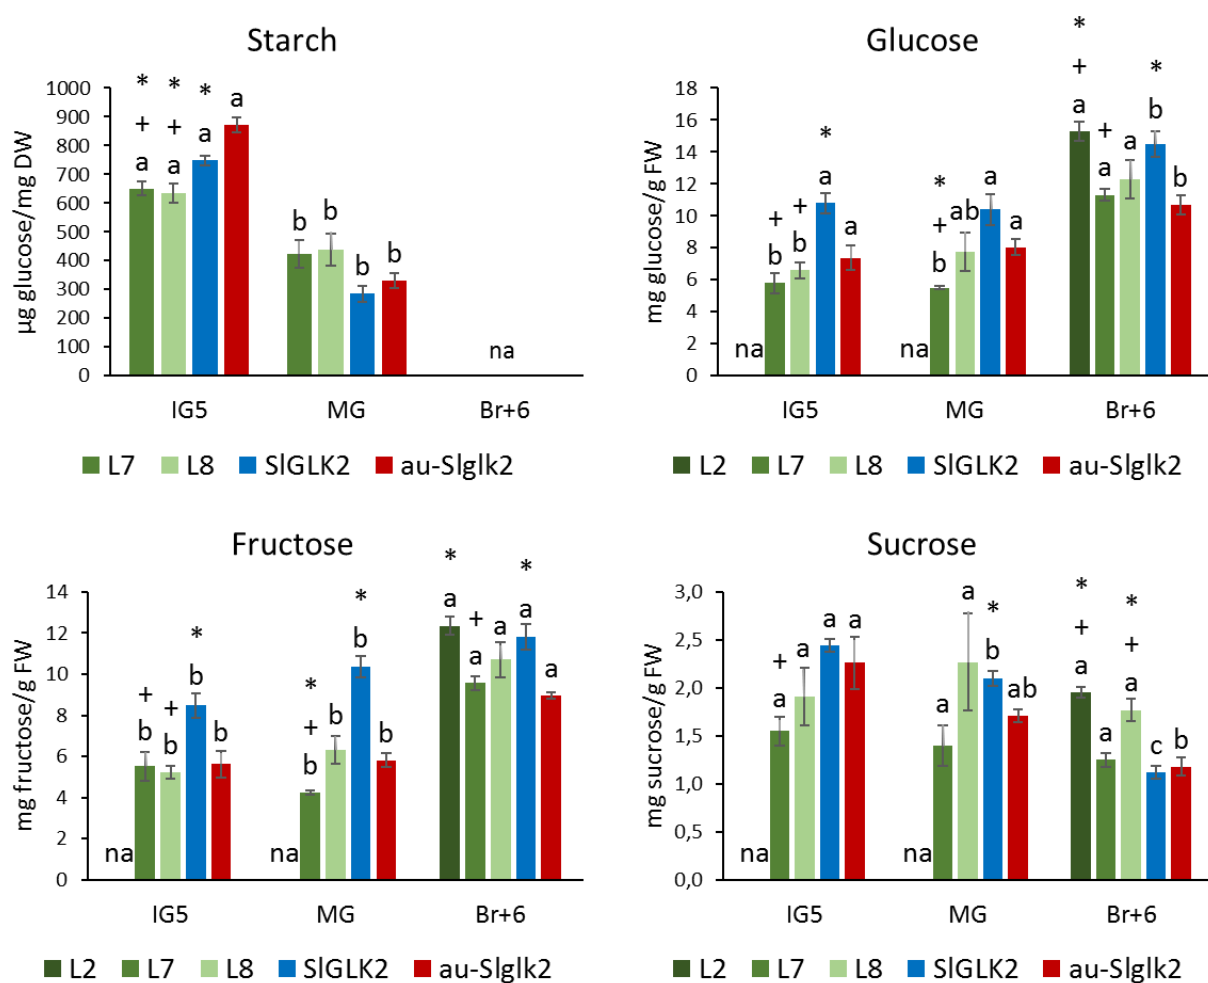 Starch
µg glucose/mg DW
1000
900
800
700
600
500
400
300
200
100
0
* * *
+ + a
a a a
b b
b b
na
IG5 MG Br+6
L7 L8 SlGLK2 au-Slglk2
Glucose
mg glucose/g FW
18
16
14
12
10
8
6
4
2
0
*
+ *
a + a b
* * a
+ + a + ab a b
b b a b
na na
IG5 MG Br+6
L2 L7 L8 SlGLK2 au-Slglk2
Fructose
mg fructose/g FW
14
12
10
8
6
4
2
0
* *
* a + a a
* b a a
+ + b * b
b b b + b
b
na na
IG5 MG Br+6
L2 L7 L8 SlGLK2 au-Slglk2
Sucrose
mg sucrose/g FW
3,0
2,5
2,0
1,5
1,0
0,5
0,0
a * * *
+ a a a b + +
a a ab a a
a c b
na na
IG5 MG Br+6
L2 L7 L8 SlGLK2 au-Slglk2